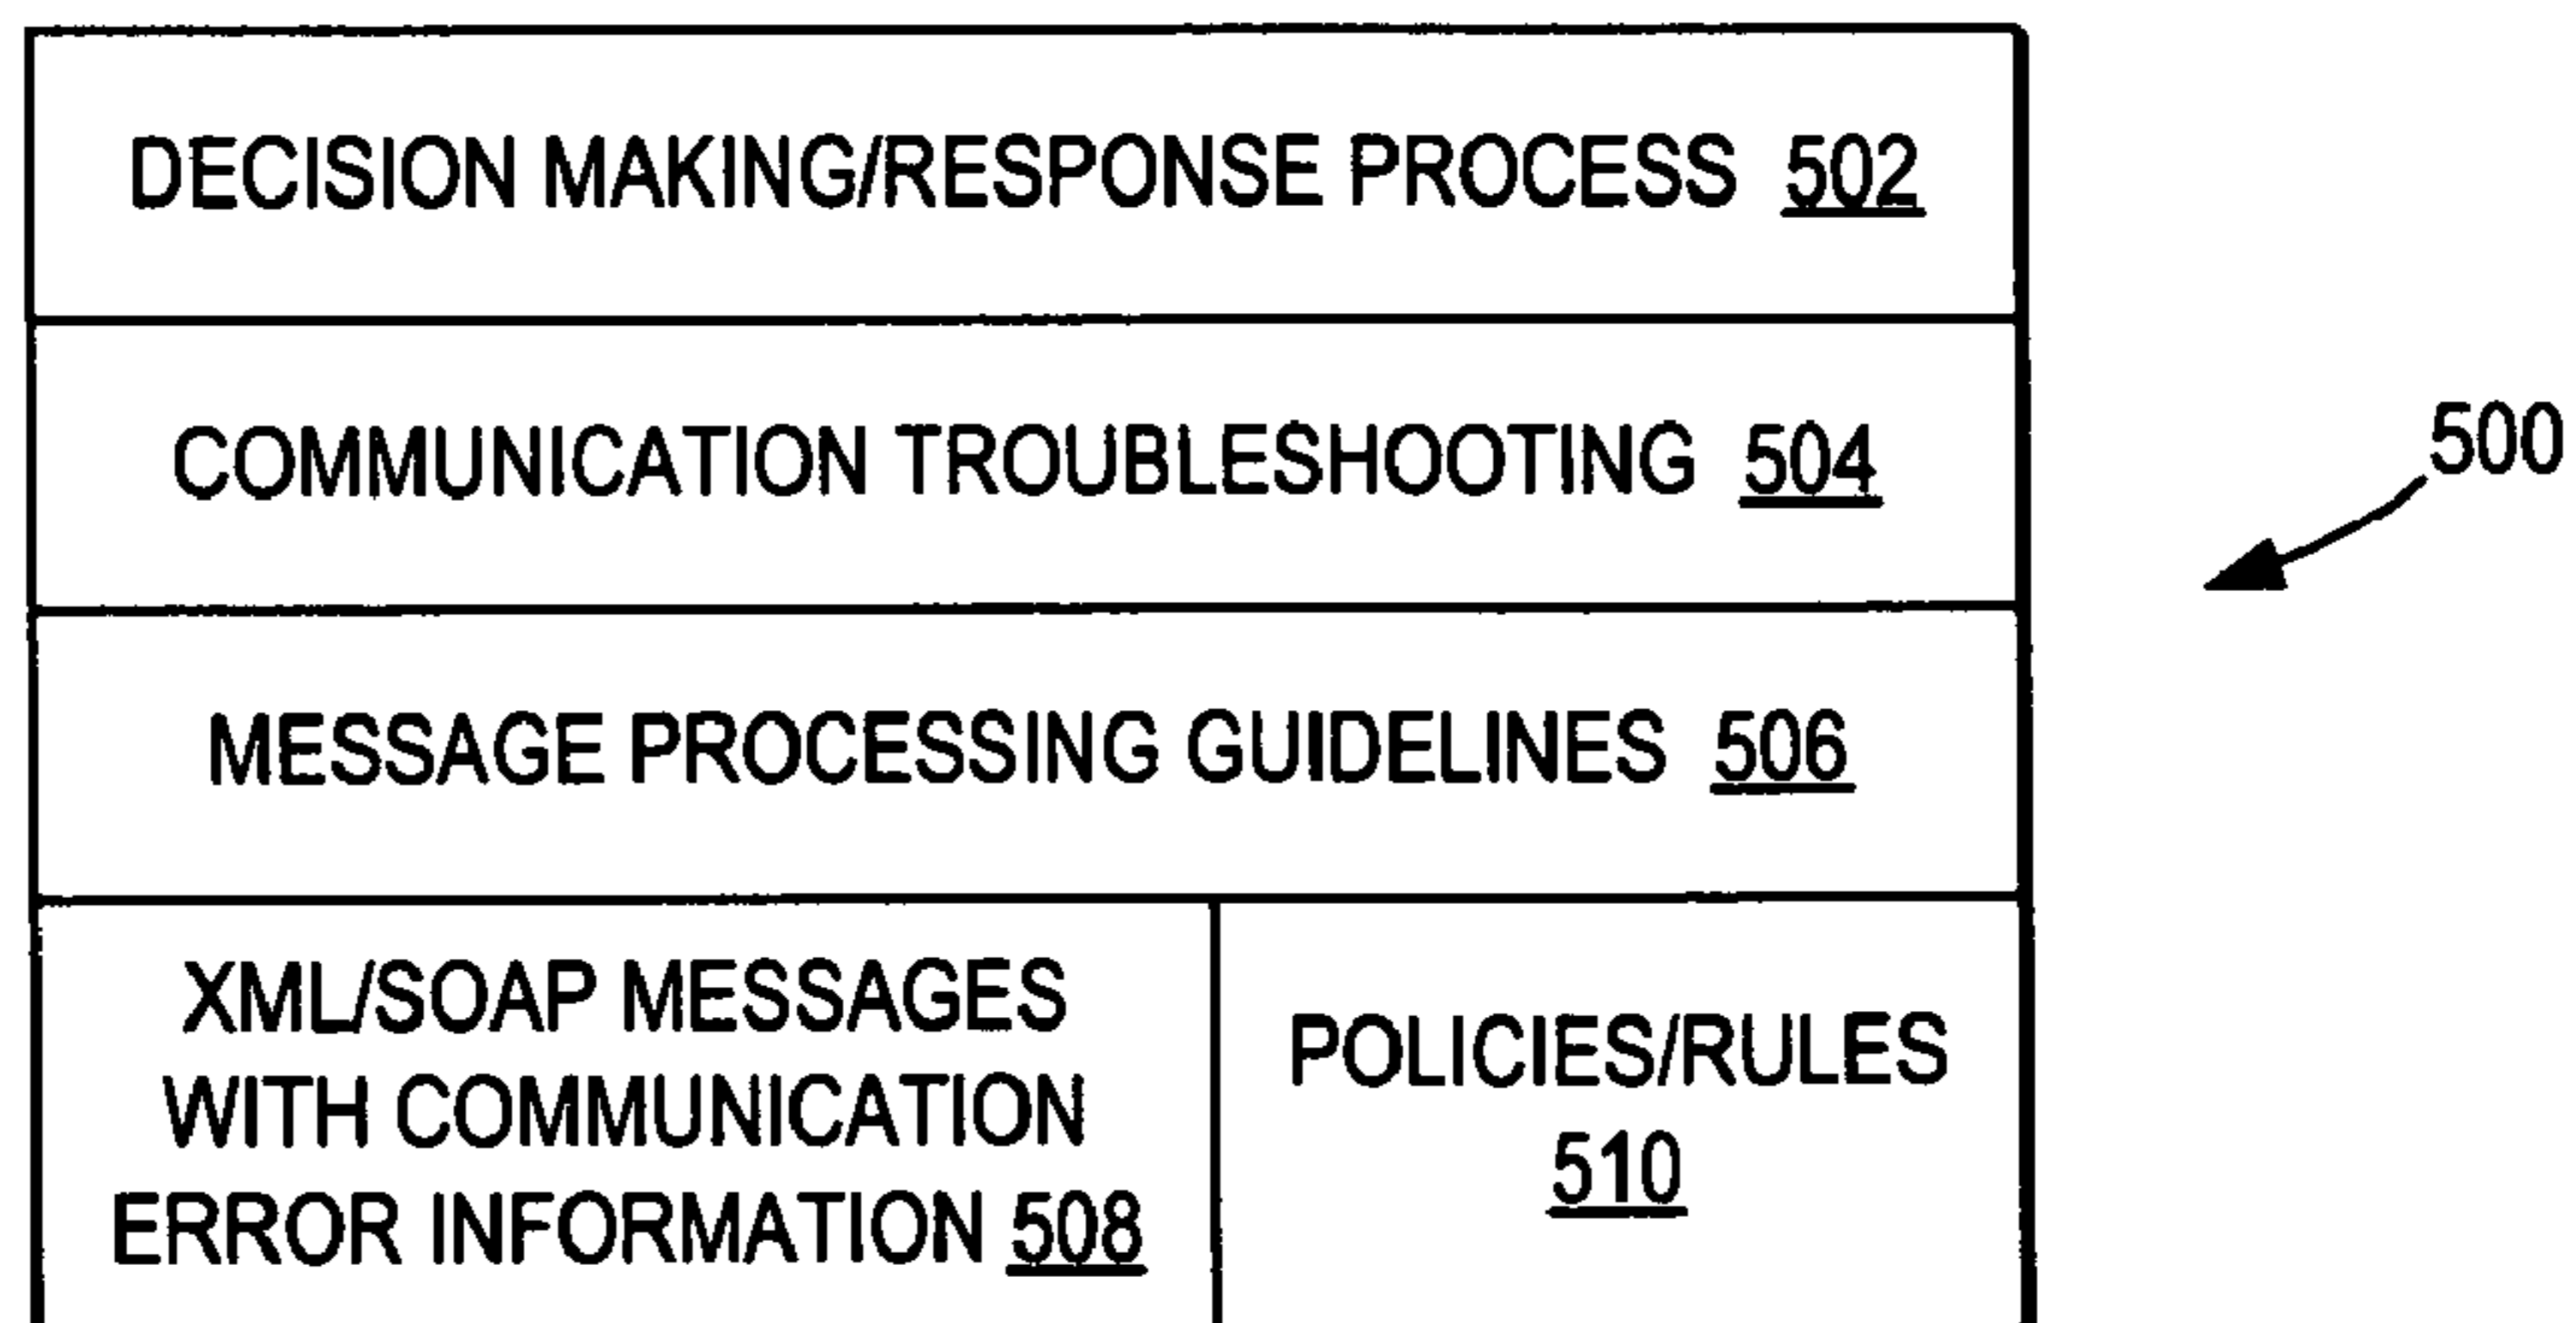 DECISION MAKING/RESPONSE PROCESS 502
COMMUNICATION TROUBLESHOOTING 504
500
MESSAGE PROCESSING GUIDELINES 506
XML/SOAP MESSAGES
WITH COMMUNICATION
ERROR INFORMATION 508
POLICIES/RULES
510